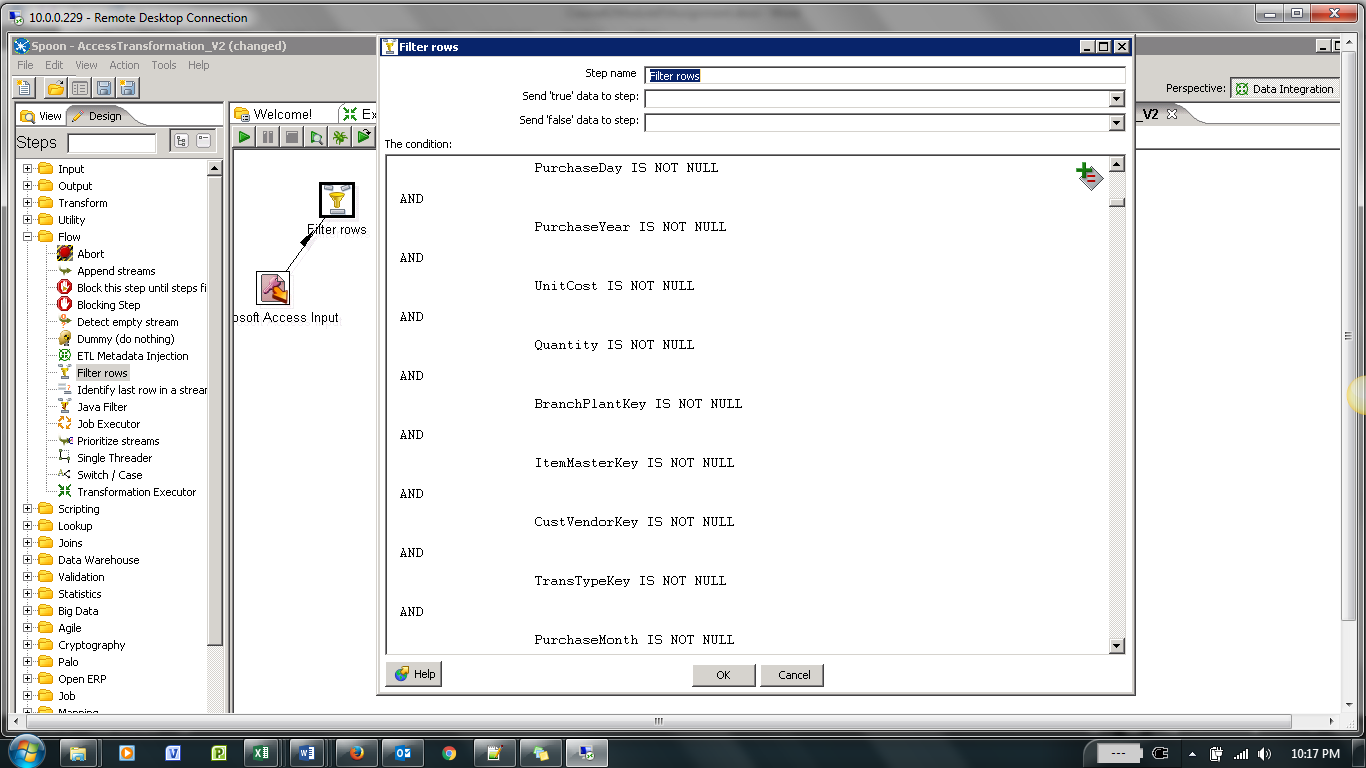 10.0.0.229 - Remote Desktop Connection
Spoon - AccessTransformation_V2 (changed)
File Edit View Action Tools Help
Perspective: Data Integration
View Design
Steps
Input
Output
Transform
Utility
Flow
Abort
Append streams
Block this step until steps fi
Blocking Step
Detect empty stream
Dummy (do nothing)
ETL Metadata Injection
Filter rows
Identify last row in a strear
Java Filter
Job Executor
Prioritize streams
Single Threader
Switch / Case
Transformation Executor
Scripting
Lookup
Joins
Data Warehouse
Validation
Statistics
Big Data
Agile
Cryptography
Palo
Open ERP
Job
Mapping
Welcome! Ex
_V2
Filter rows
osoft Access Input
Filter rows
Step name Filter rows
Send 'true' data to step:
Send 'false' data to step:
The condition:
PurchaseDay IS NOT NULL
AND
PurchaseYear IS NOT NULL
AND
UnitCost IS NOT NULL
AND
Quantity IS NOT NULL
AND
BranchPlantKey IS NOT NULL
AND
ItemMasterKey IS NOT NULL
AND
CustVendorKey IS NOT NULL
AND
TransTypeKey IS NOT NULL
AND
PurchaseMonth IS NOT NULL
Help OK Cancel
10:17 PM